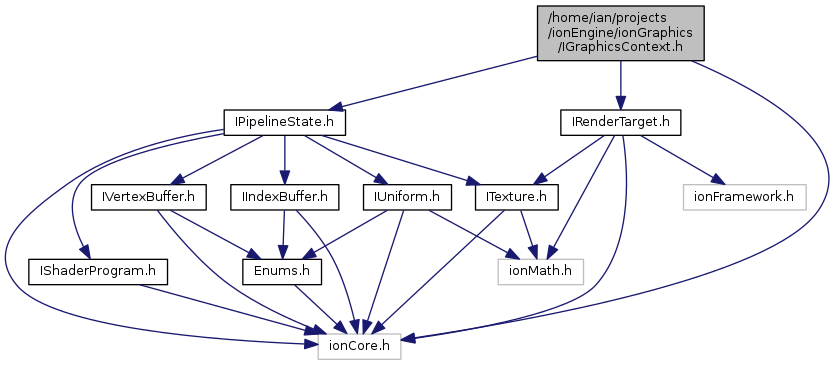 /home/ian/projects
/ionEngine/ionGraphics
/IGraphicsContext.h
IPipelineState.h
IRenderTarget.h
IVertexBuffer.h
IIndexBuffer.h
IUniform.h
ITexture.h
ionFramework.h
IShaderProgram.h
Enums.h
ionMath.h
ionCore.h